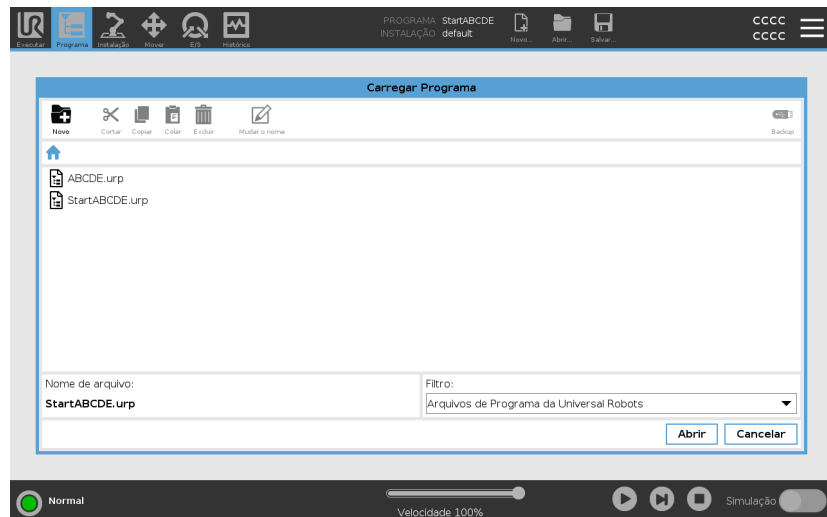 PROGRAMA StartABCDE
INSTALAÇÃO default
CCCC
CCCC
Executar Programa Instalação Mover E/S Histórico Novo... Abrir... Salvar...
Carregar Programa
Novo Cortar Copiar Colar Excluir Mudar o nome Backup
ABCDE.urp
StartABCDE.urp
Nome de arquivo: Filtro:
StartABCDE.urp Arquivos de Programa da Universal Robots
Abrir Cancelar
Normal Simulação
Velocidade 100%